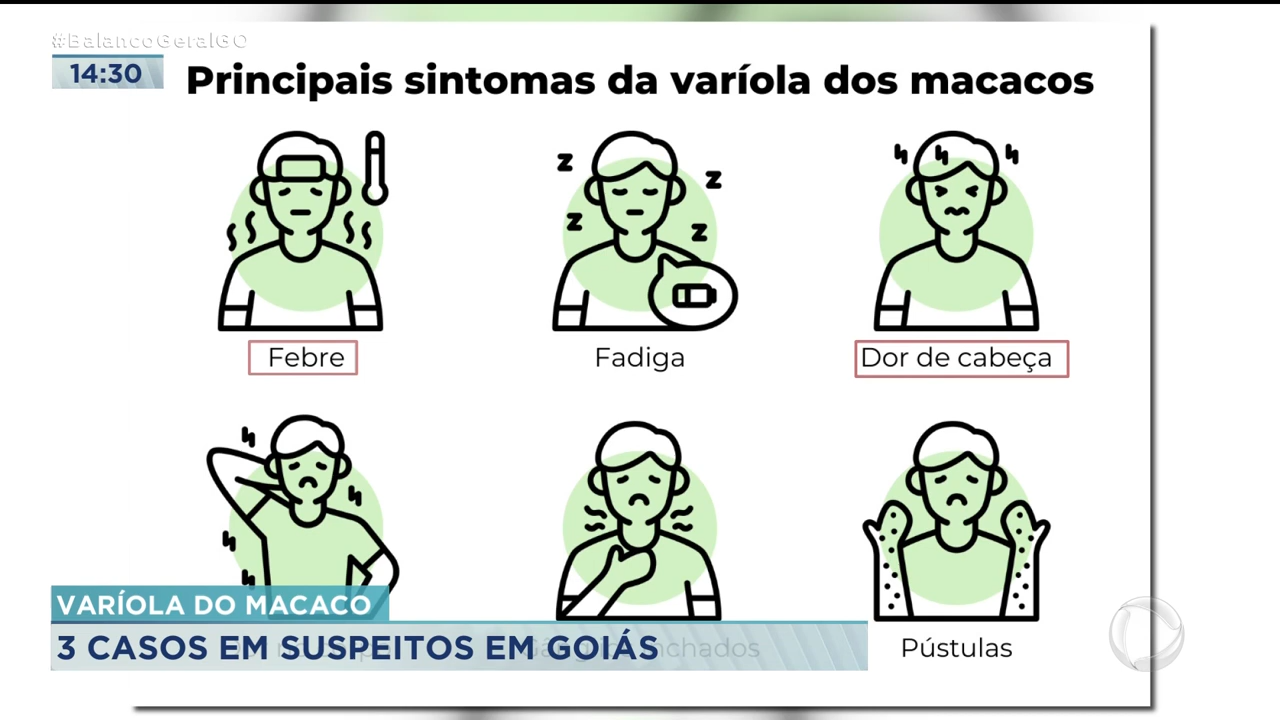 #BalancoGeralGO
14:30
Principais sintomas da varíola dos macacos
Febre
Fadiga
Dor de cabeça
VARÍOLA DO MACACO
3 CASOS EM SUSPEITOS EM GOIÁS
Pústulas